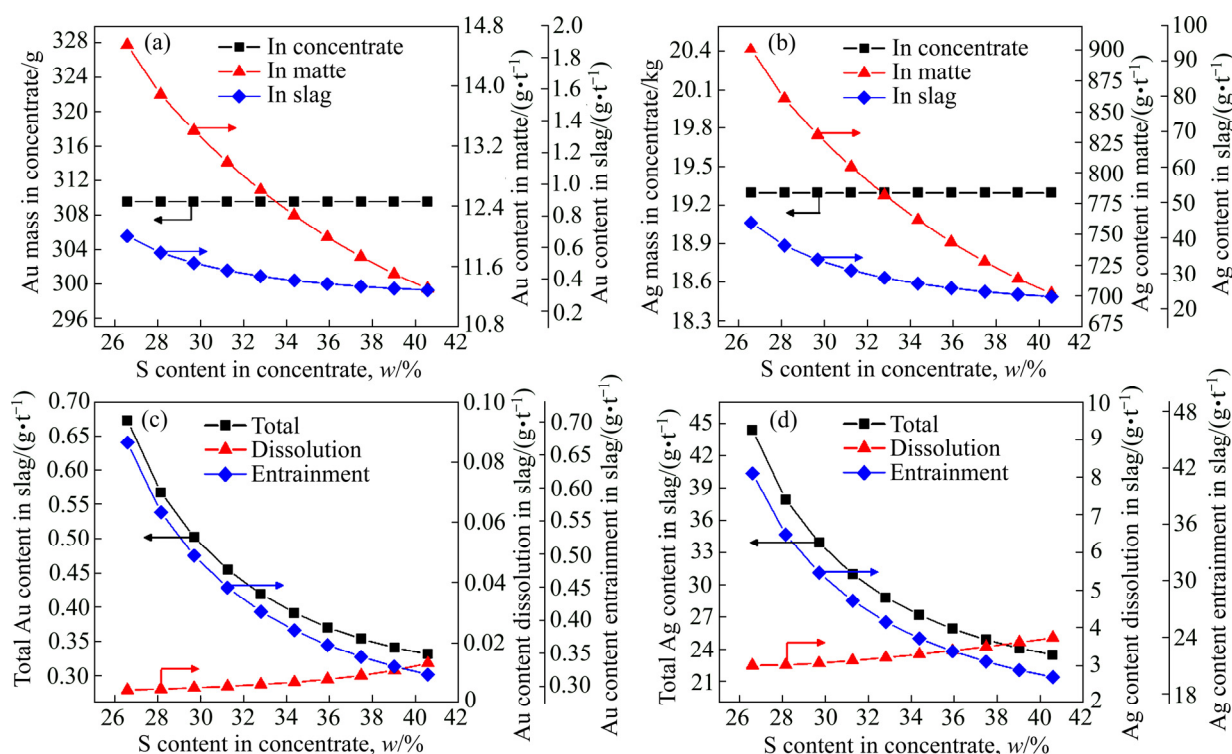 (a)
In concentrate
In matte
In slag
Au mass in concentrate/g
328
324
320
316
312
308
304
300
296
14.8
14.0
13.2
12.4
11.6
10.8
Au content in matte/(g•t⁻¹)
2.0
1.8
1.6
1.4
1.2
1.0
0.8
0.6
0.4
0.2
Au content in slag/(g•t⁻¹)
26 28 30 32 34 36 38 40 42
S content in concentrate, w/%
(b)
In concentrate
In matte
In slag
Ag mass in concentrate/kg
20.4
20.1
19.8
19.5
19.2
18.9
18.6
18.3
900
875
850
825
800
775
750
725
700
675
Ag content in matte/(g•t⁻¹)
100
90
80
70
60
50
40
30
20
Ag content in slag/(g•t⁻¹)
26 28 30 32 34 36 38 40 42
S content in concentrate, w/%
(c)
Total
Dissolution
Entrainment
Total Au content in slag/(g•t⁻¹)
0.70
0.65
0.60
0.55
0.50
0.45
0.40
0.35
0.30
0.10
0.08
0.06
0.04
0.02
0
Au content dissolution in slag/(g•t⁻¹)
0.70
0.65
0.60
0.55
0.50
0.45
0.40
0.35
0.30
Au content entrainment in slag/(g•t⁻¹)
26 28 30 32 34 36 38 40 42
S content in concentrate, w/%
(d)
Total
Dissolution
Entrainment
Total Ag content in slag/(g•t⁻¹)
45
42
39
36
33
30
27
24
21
10
9
8
7
6
5
4
3
2
Ag content dissolution in slag/(g•t⁻¹)
48
42
36
30
24
18
Ag content entrainment in slag/(g•t⁻¹)
26 28 30 32 34 36 38 40 42
S content in concentrate, w/%